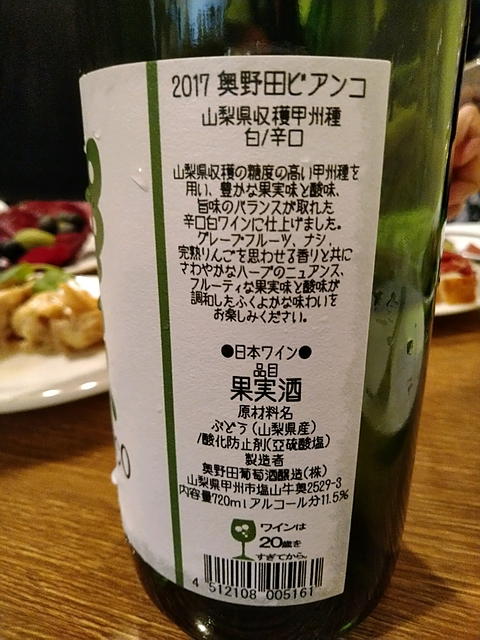 2017 奥野田ビアンコ
山梨県収穫甲州種
白/辛口
山梨県収穫の糖度の高い甲州種を
用い、豊かな果実味と酸味、
旨味のバランスが取れた
辛口白ワインに仕上げました。
グレープフルーツ、ナシ、
完熟りんごを思わせる香りと共に
さわやかなハーブのニュアンス、
フルーティな果実味と酸味が
調和したふくよかな味わいを
お楽しみください。
●日本ワイン●
品目
果実酒
原材料名
ぶどう(山梨県産)
/酸化防止剤(亞硫酸塩)
製造者
奥野田葡萄酒醸造(株)
山梨県甲州市塩山牛奥2529-3
内容量720mlアルコール分11.5%
ワインは
20歳を
すぎてから。
4 512108 005161